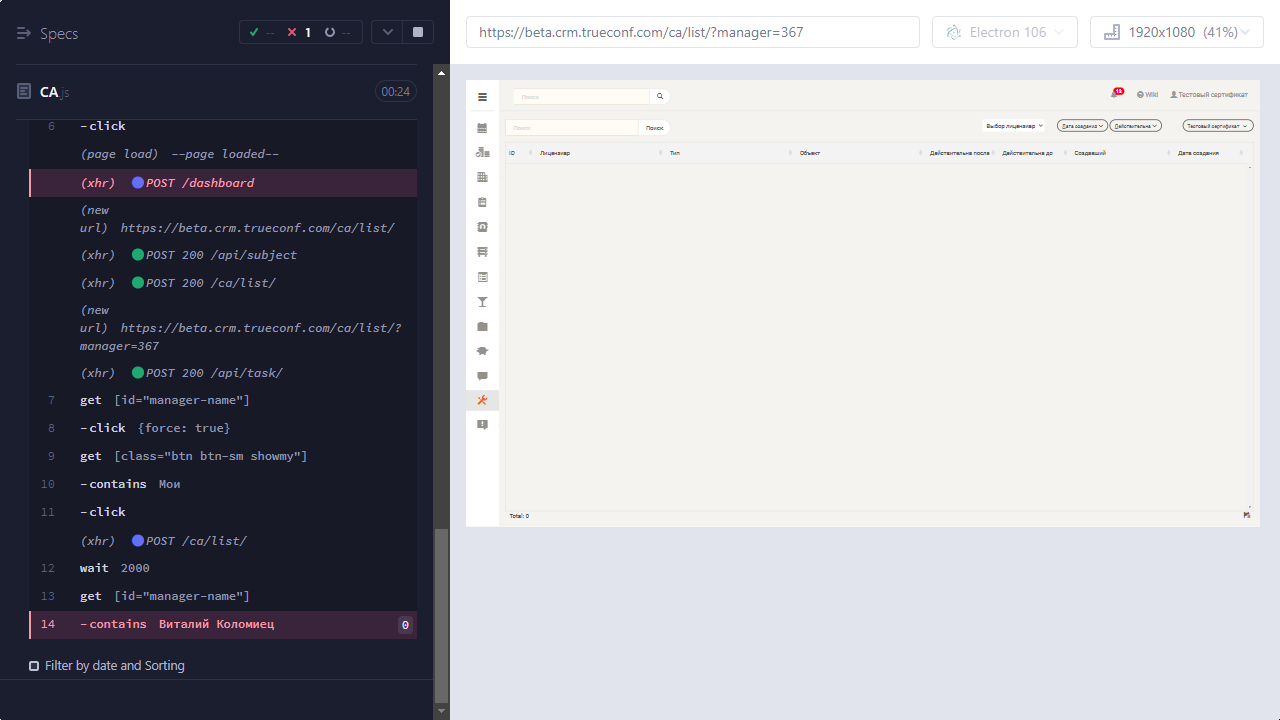 Specs
--
1
--
CA.js
00:24
6 -click
(page load) --page loaded--
(xhr) POST /dashboard
(new
url) https://beta.crm.trueconf.com/ca/list/
(xhr) POST 200 /api/subject
(xhr) POST 200 /ca/list/
(new
url) https://beta.crm.trueconf.com/ca/list/?
manager=367
(xhr) POST 200 /api/task/
7 get [id="manager-name"]
8 -click {force: true}
9 get [class="btn btn-sm showmy"]
10 -contains Мои
11 -click
(xhr) POST /ca/list/
12 wait 2000
13 get [id="manager-name"]
14 -contains Виталий Коломиец 0
Filter by date and Sorting
https://beta.crm.trueconf.com/ca/list/?manager=367
Electron 106
1920x1080 (41%)
Поиск
Wiki Тестовый сертификат
Поиск Поиск Выбор лицензиар Дата создания Действительна Тестовый сертификат
ID Лицензиар Тип Объект Действительна после Действительна до Создавший Дата создания
Total: 0